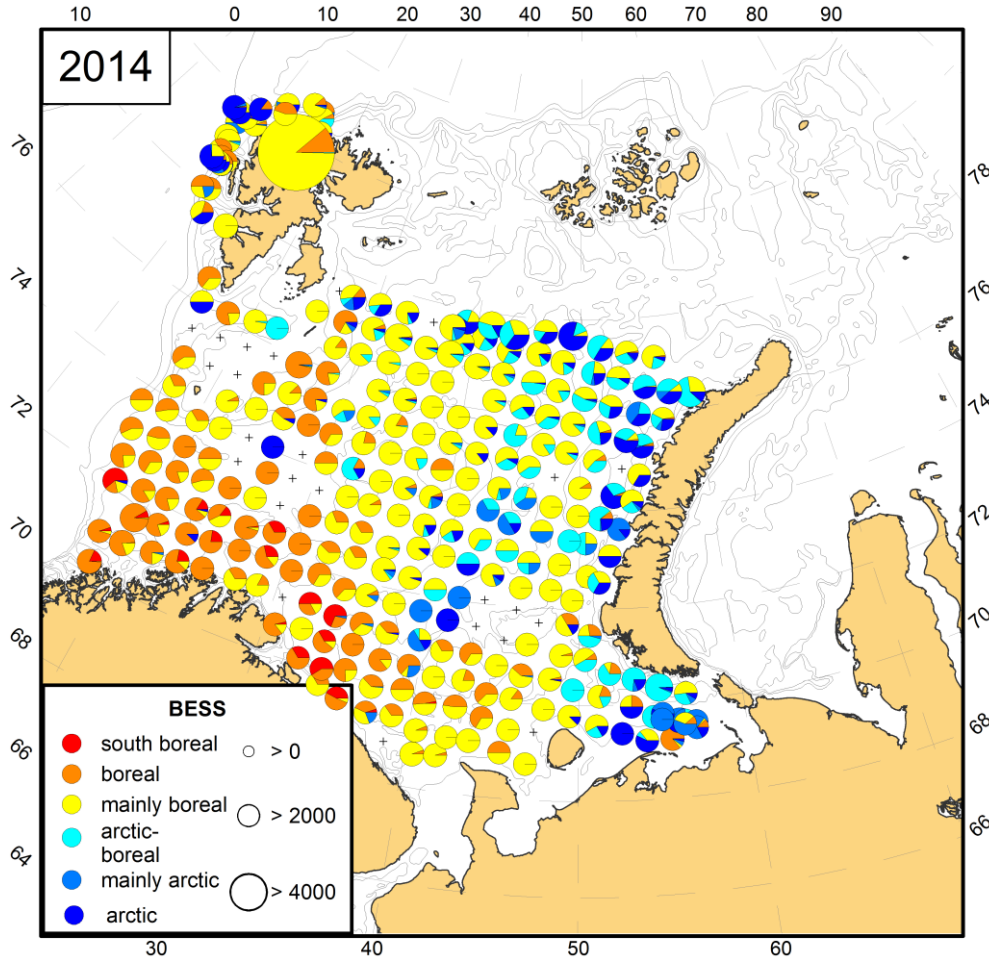 10 0 10 20 30 40 50 60 70 80 90
2014
76
78
74
76
72
74
70
72
68
70
66
68
64
66
BESS
south boreal
boreal
mainly boreal
arctic-
boreal
mainly arctic
arctic
> 0
> 2000
> 4000
30 40 50 60